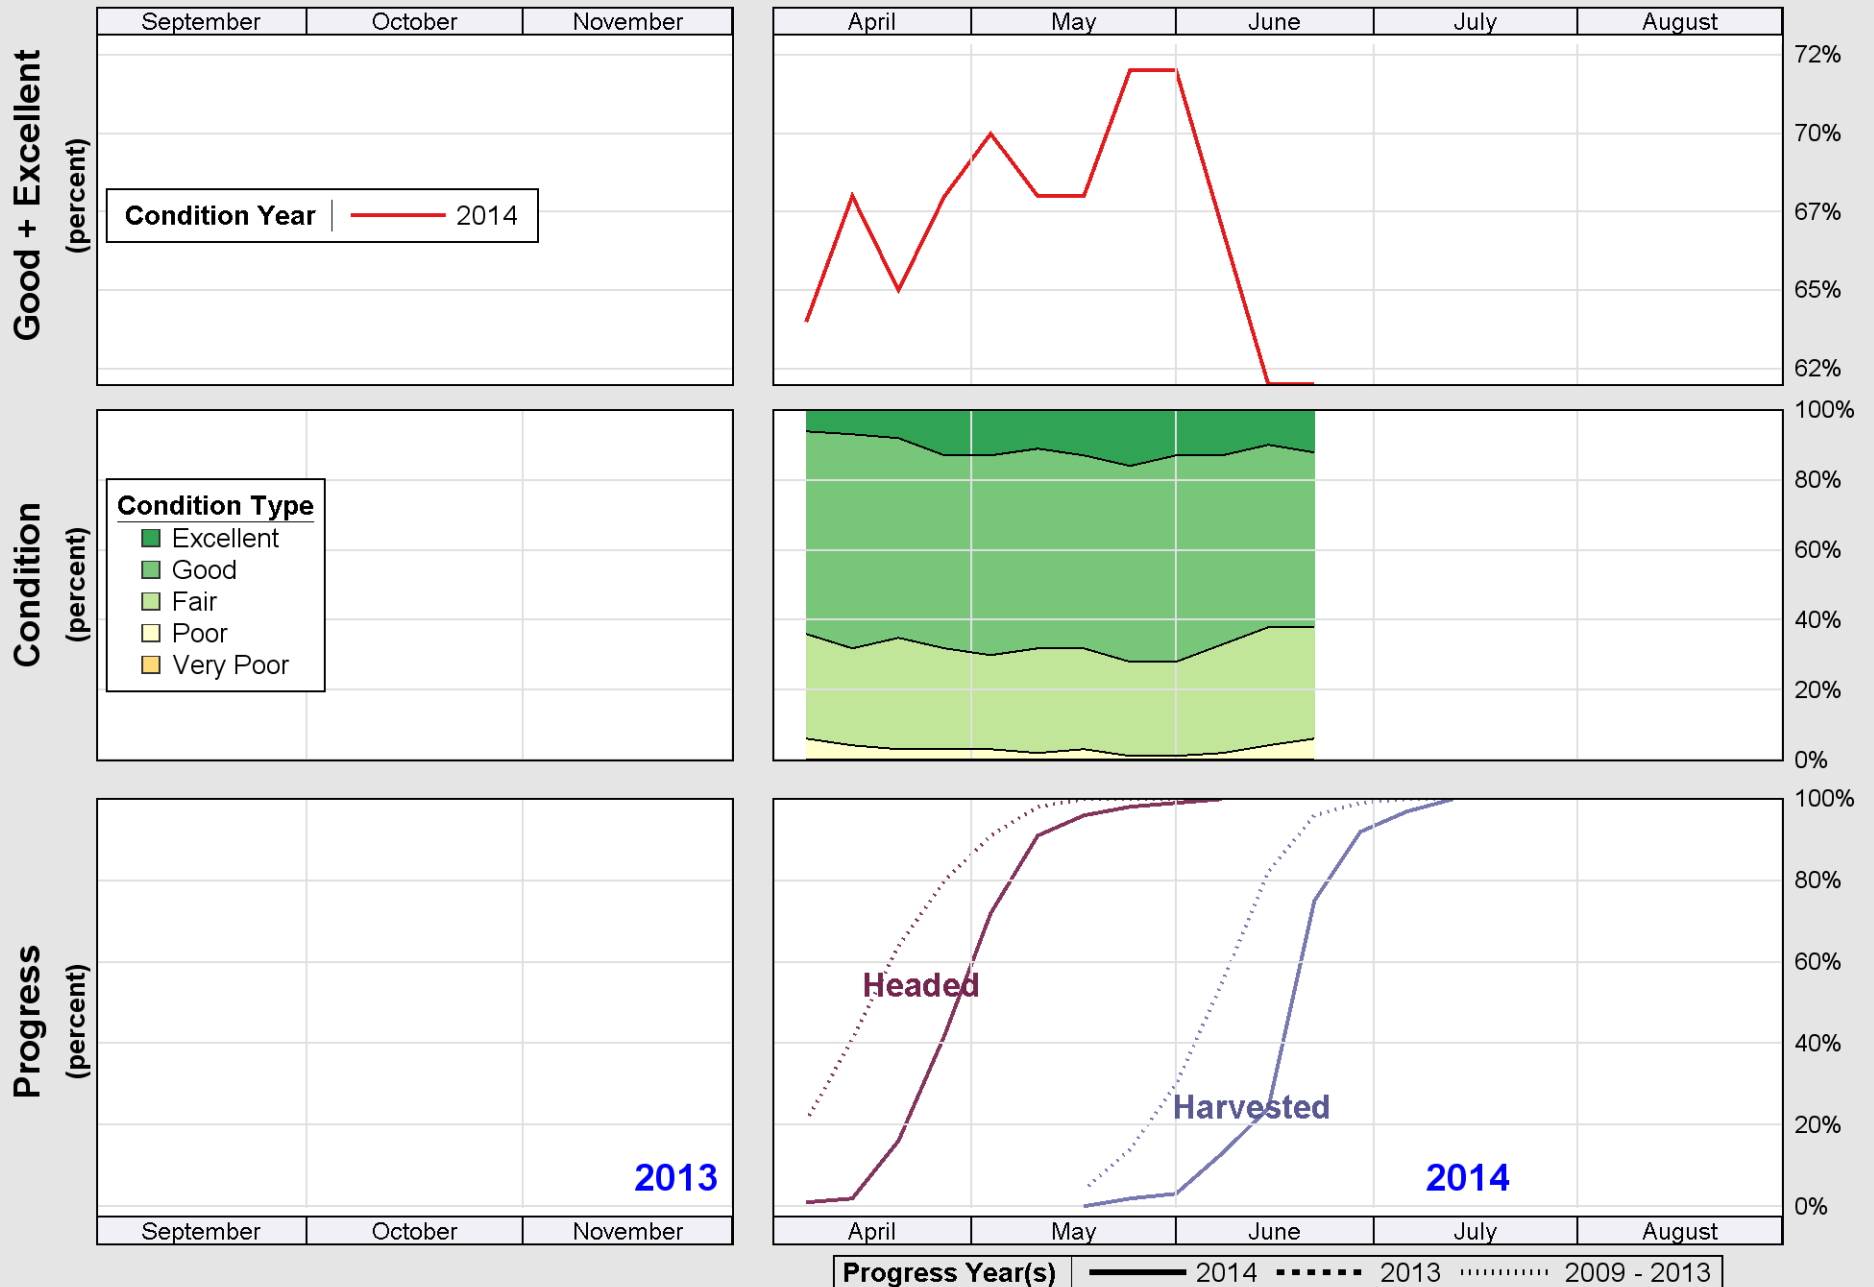 September October November April May June July August
Good + Excellent
(percent)
72%
70%
67%
65%
62%
Condition Year 2014
Condition
(percent)
100%
80%
60%
40%
20%
0%
Condition Type
Excellent
Good
Fair
Poor
Very Poor
Progress
(percent)
100%
80%
60%
40%
20%
0%
Headed
Harvested
2013 2014
September October November April May June July August
Progress Year(s) 2014 2013 2009 - 2013